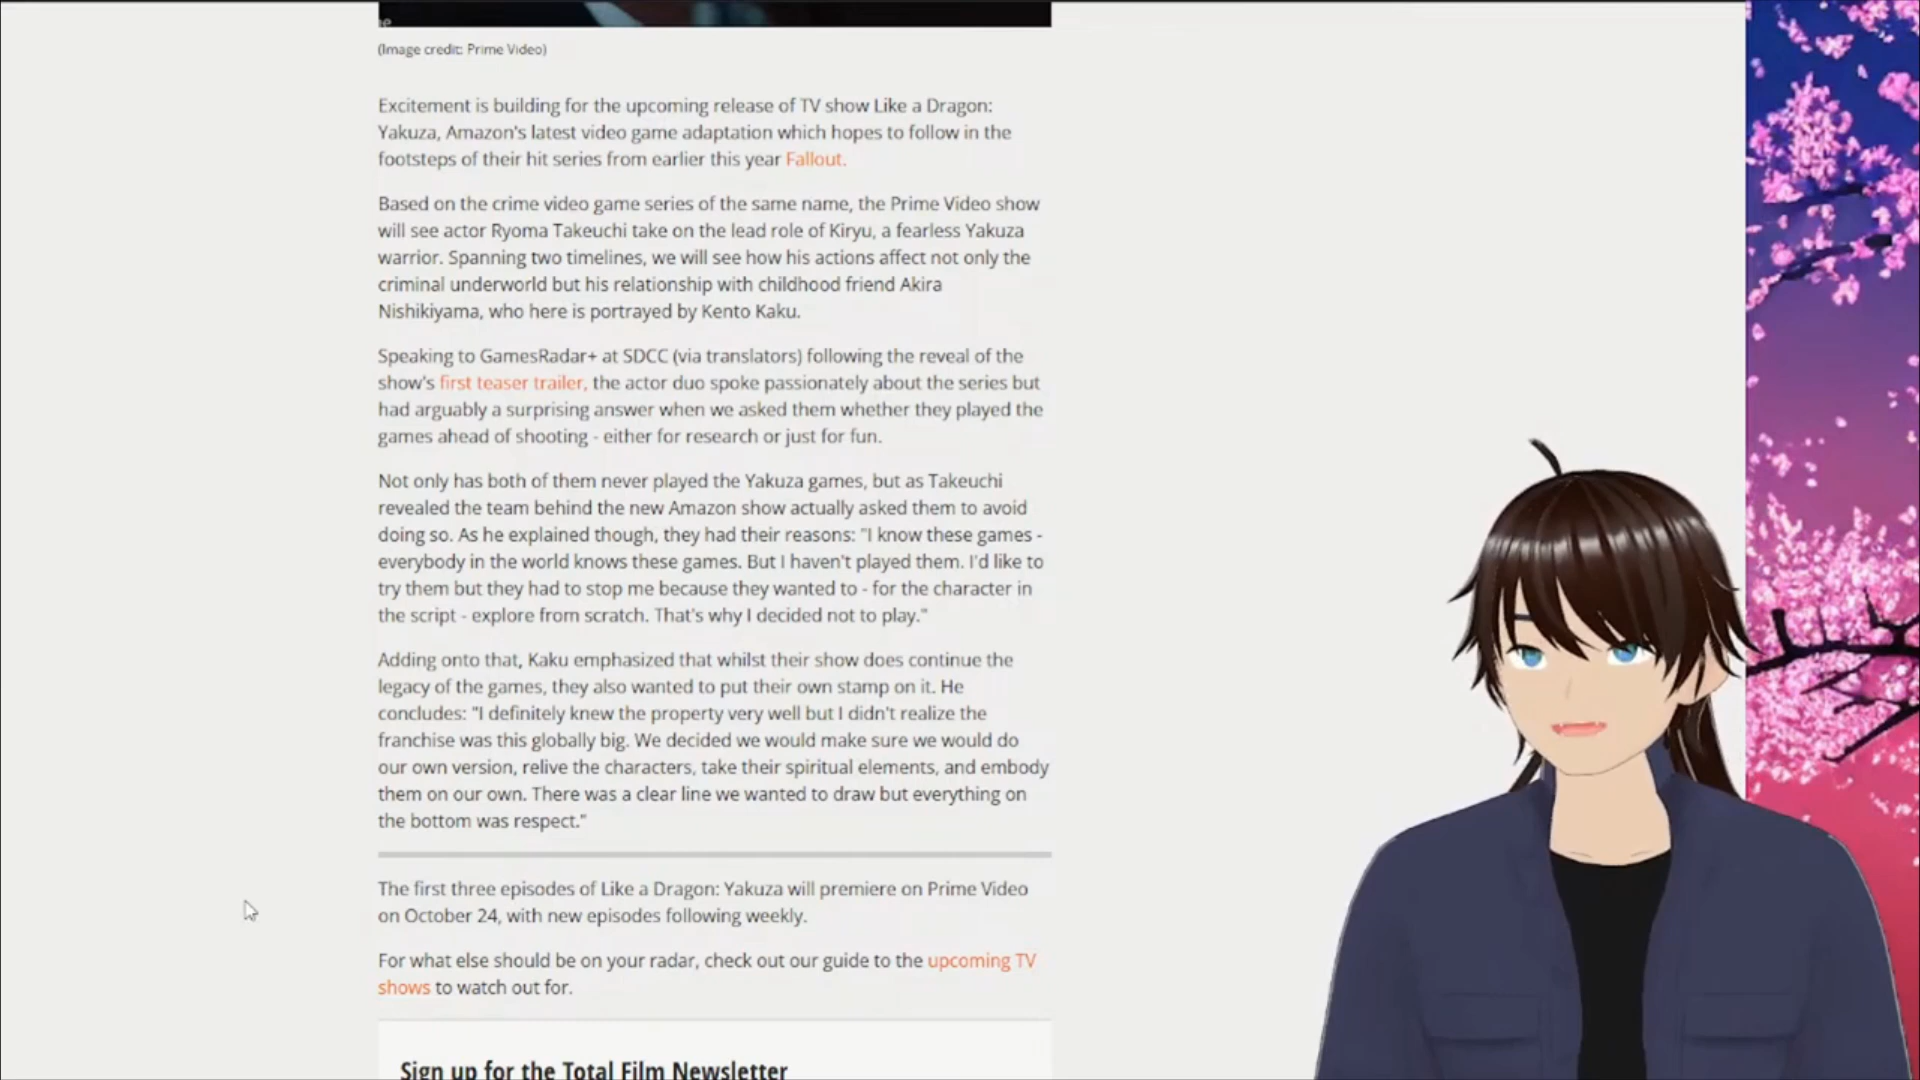 (Image credit: Prime Video)
Excitement is building for the upcoming release of TV show Like a Dragon:
Yakuza, Amazon's latest video game adaptation which hopes to follow in the
footsteps of their hit series from earlier this year Fallout.
Based on the crime video game series of the same name, the Prime Video show
will see actor Ryoma Takeuchi take on the lead role of Kiryu, a fearless Yakuza
warrior. Spanning two timelines, we will see how his actions affect not only the
criminal underworld but his relationship with childhood friend Akira
Nishikiyama, who here is portrayed by Kento Kaku.
Speaking to GamesRadar+ at SDCC (via translators) following the reveal of the
show's first teaser trailer, the actor duo spoke passionately about the series but
had arguably a surprising answer when we asked them whether they played the
games ahead of shooting - either for research or just for fun.
Not only has both of them never played the Yakuza games, but as Takeuchi
revealed the team behind the new Amazon show actually asked them to avoid
doing so. As he explained though, they had their reasons: "I know these games -
everybody in the world knows these games. But I haven't played them. I'd like to
try them but they had to stop me because they wanted to - for the character in
the script - explore from scratch. That's why I decided not to play."
Adding onto that, Kaku emphasized that whilst their show does continue the
legacy of the games, they also wanted to put their own stamp on it. He
concludes: "I definitely knew the property very well but I didn't realize the
franchise was this globally big. We decided we would make sure we would do
our own version, relive the characters, take their spiritual elements, and embody
them on our own. There was a clear line we wanted to draw but everything on
the bottom was respect."
The first three episodes of Like a Dragon: Yakuza will premiere on Prime Video
on October 24, with new episodes following weekly.
For what else should be on your radar, check out our guide to the upcoming TV
shows to watch out for.
Sign up for the Total Film Newsletter